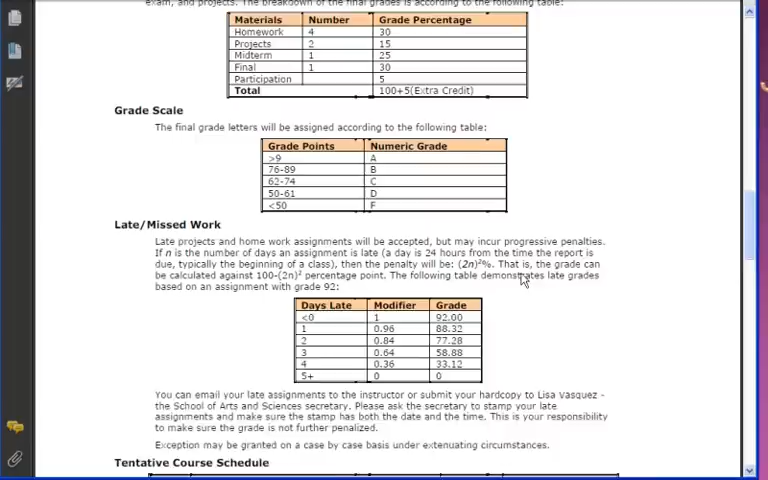 exam, and projects. The breakdown of the final grades is according to the following table:
Materials Number Grade Percentage
Homework 4 30
Projects 2 15
Midterm 1 25
Final 1 30
Participation 5
Total 100+5(Extra Credit)
Grade Scale
The final grade letters will be assigned according to the following table:
Grade Points Numeric Grade
>9 A
76-89 B
62-74 C
50-61 D
<50 F
Late/Missed Work
Late projects and home work assignments will be accepted, but may incur progressive penalties.
If n is the number of days an assignment is late (a day is 24 hours from the time the report is
due, typically the beginning of a class), then the penalty will be: (2n)²%. That is, the grade can
be calculated against 100-(2n)² percentage point. The following table demonstrates late grades
based on an assignment with grade 92:
Days Late Modifier Grade
<0 1 92.00
1 0.96 88.32
2 0.84 77.28
3 0.64 58.88
4 0.36 33.12
5+ 0 0
You can email your late assignments to the instructor or submit your hardcopy to Lisa Vasquez -
the School of Arts and Sciences secretary. Please ask the secretary to stamp your late
assignments and make sure the stamp has both the date and the time. This is your responsibility
to make sure the grade is not further penalized.
Exception may be granted on a case by case basis under extenuating circumstances.
Tentative Course Schedule